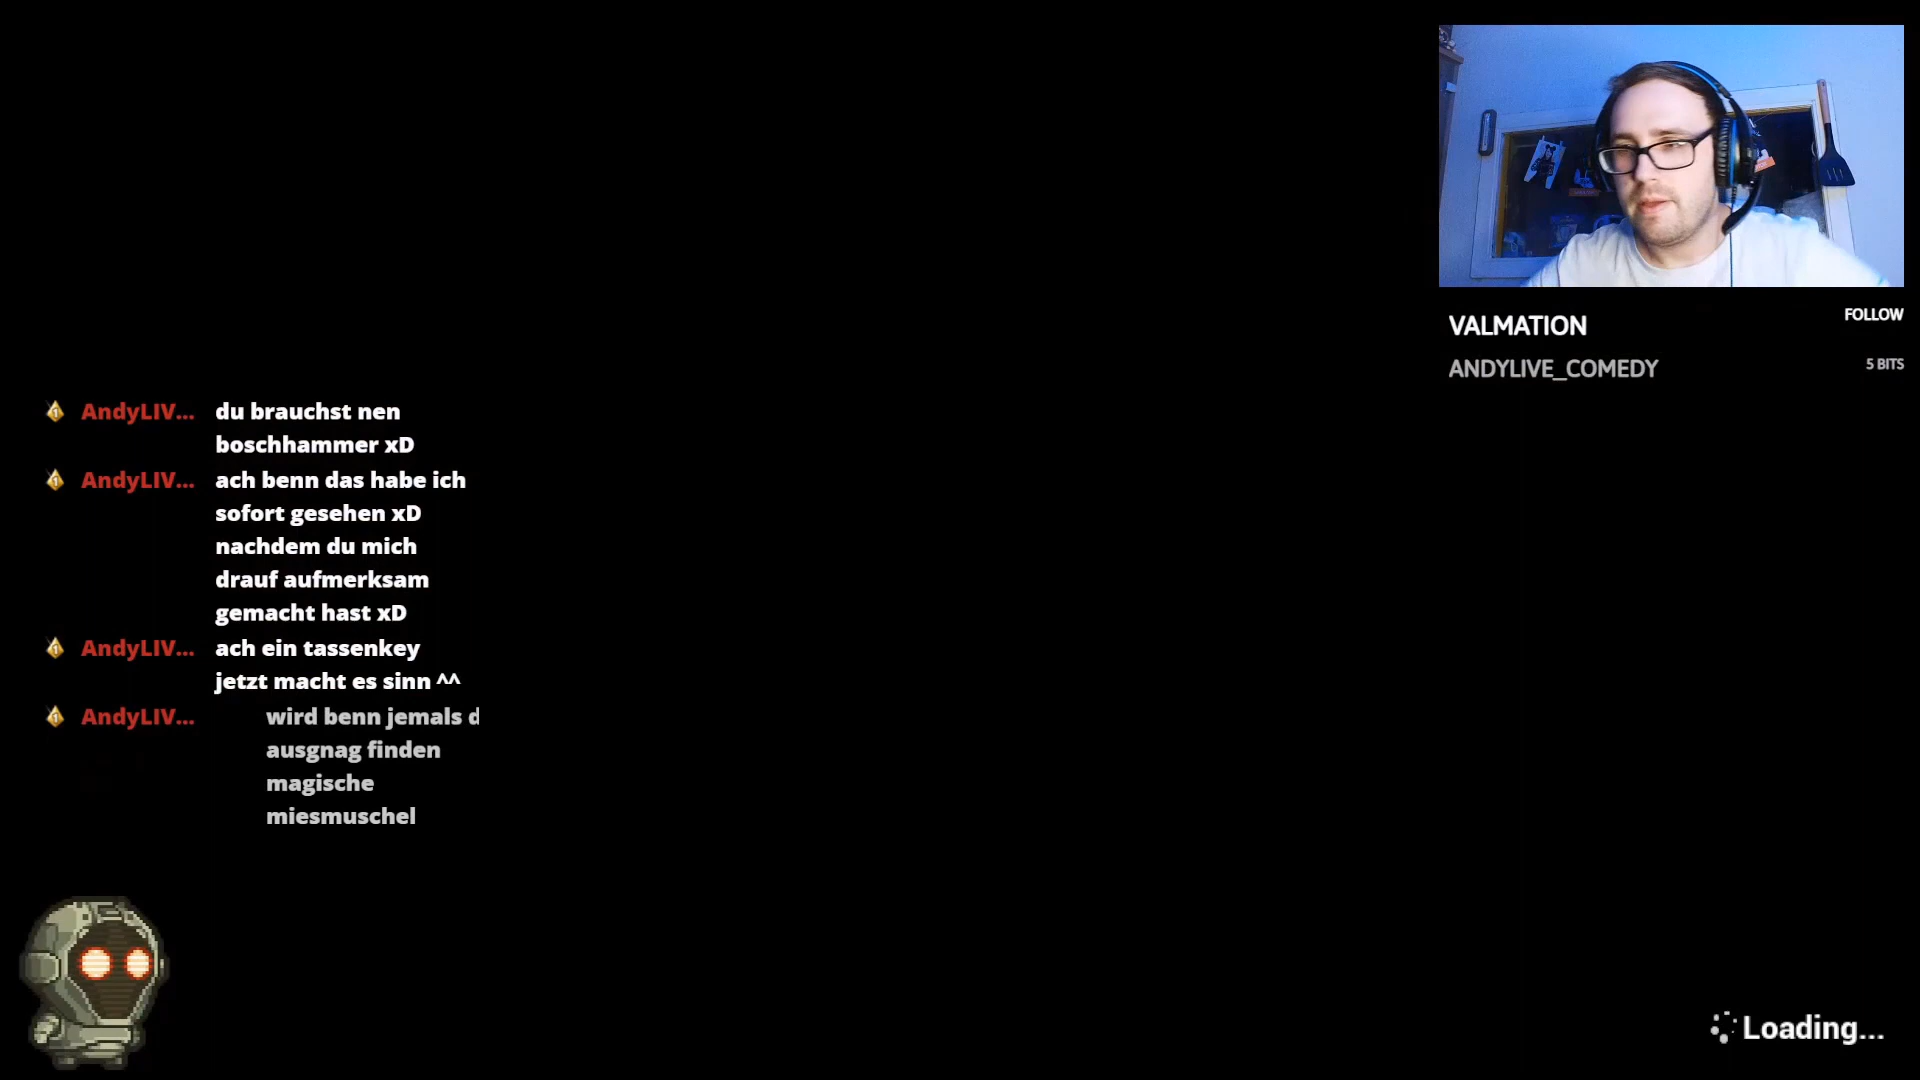 VALMATION
FOLLOW
ANDYLIVE_COMEDY
5 BITS
AndyLIV... du brauchst nen
boschhammer xD
AndyLIV... ach benn das habe ich
sofort gesehen xD
nachdem du mich
drauf aufmerksam
gemacht hast xD
AndyLIV... ach ein tassenkey
jetzt macht es sinn ^^
AndyLIV... wird benn jemals d
ausgnag finden
magische
miesmuschel
Loading...